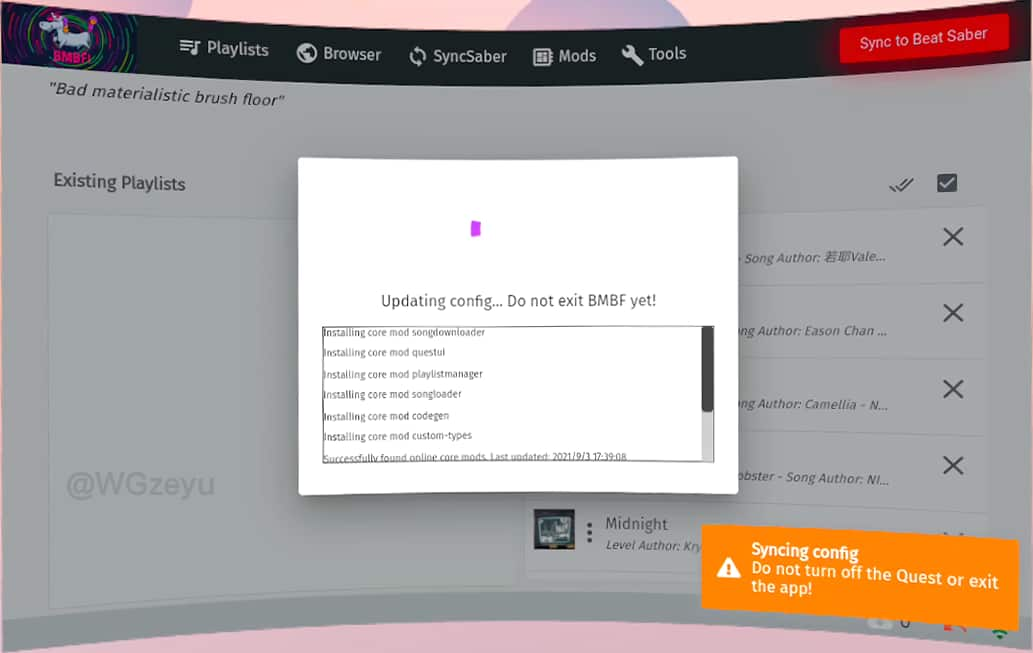 BMBF!
Playlists
Browser
SyncSaber
Mods
Tools
Sync to Beat Saber
"Bad materialistic brush floor"
Existing Playlists
- Song Author: 若耶Vale...
Updating config... Do not exit BMBF yet!
Installing core mod songdownloader
Installing core mod questui
Installing core mod playlistmanager
Installing core mod songloader
Installing core mod codegen
Installing core mod custom-types
Successfully found online core mods. Last updated: 2021/9/3 17:39:08
Author: Eason Chan ...
Author: Camellia - N...
- Song Author: NI...
@WGzeyu
Midnight
Level Author: Kry
Syncing config
Do not turn off the Quest or exit
the app!
0